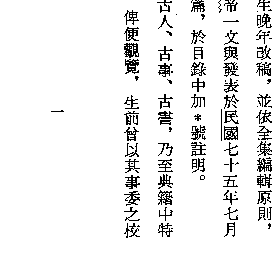 生晚年改稿，並依全集編輯原則，
帝一文與發表於民國七十五年七月
篇，於目錄中加＊號註明。
古人、古事、古書，乃至典籍中特
俾便觀覽，生前曾以其事委之校
一